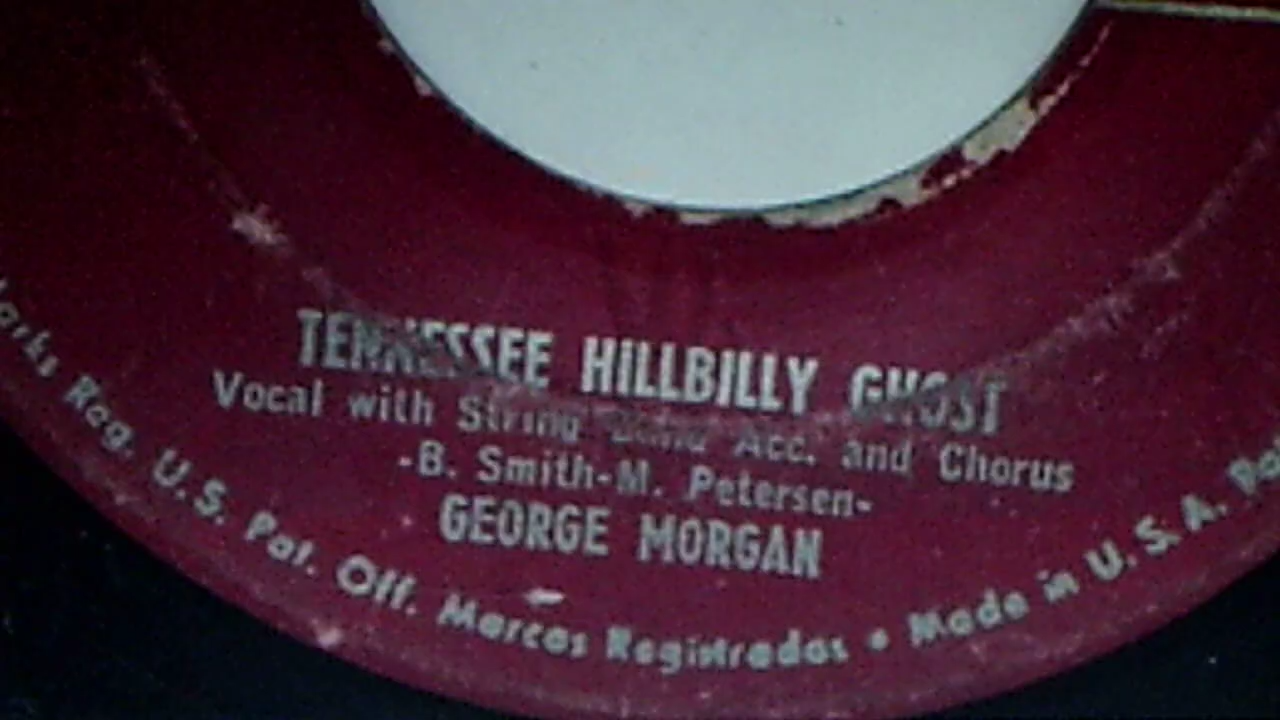 TENNESSEE HILLBILLY GHOST
Vocal with String Band Acc. and Chorus
-B. Smith-M. Petersen-
GEORGE MORGAN
Reg. U.S. Pat. Off. Marcas Registradas • Made in U.S.A.